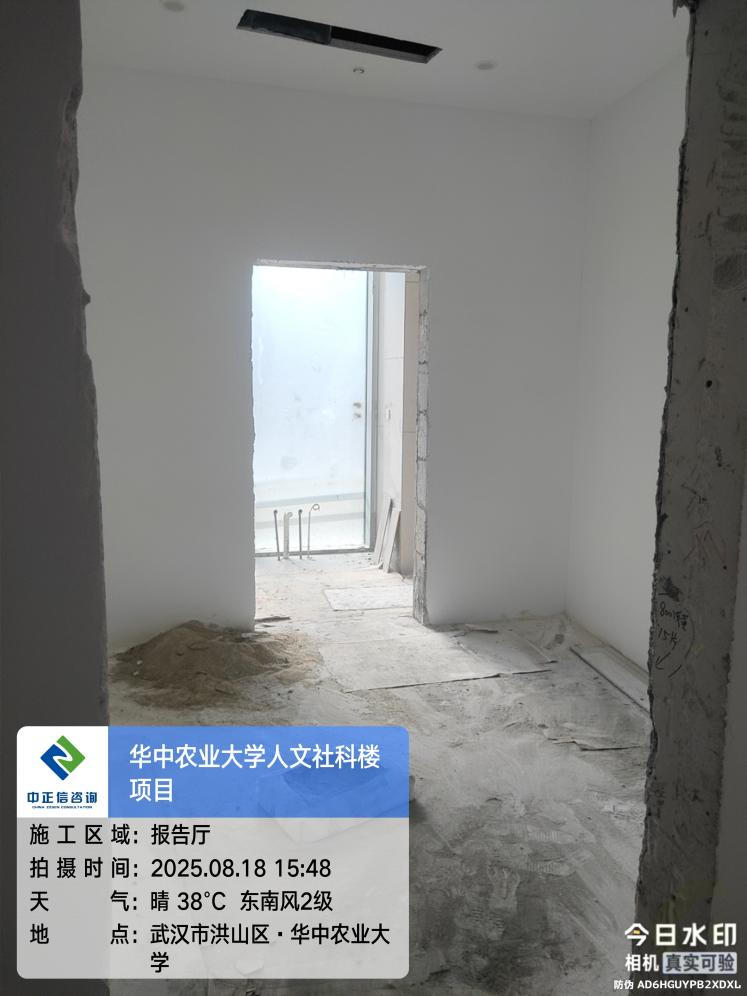 中正信咨询
CHINA ZEXIN CONSULTATION
华中农业大学人文社科楼
项目
施工区域：报告厅
拍摄时间：2025.08.18 15:48
天气：晴 38℃ 东南风2级
地点：武汉市洪山区·华中农业大
学
今日水印
相机 真实可验
防伪 AD6HGUYPB2XDXL